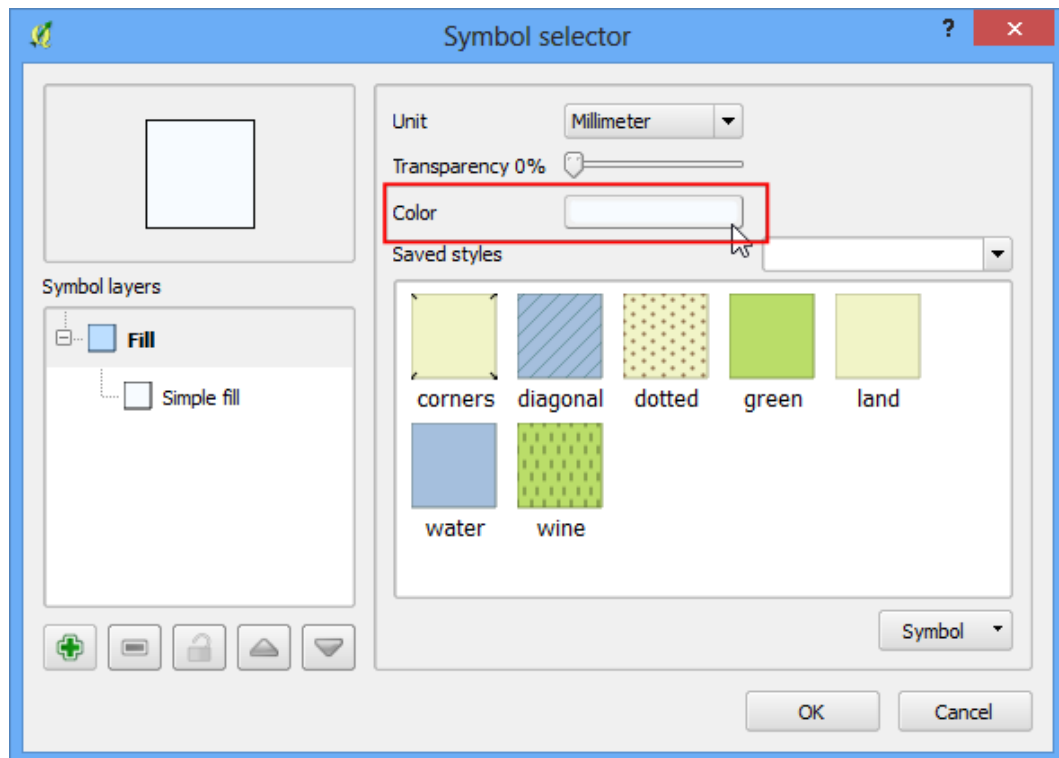 Symbol selector
?
Unit
Millimeter
Transparency 0%
Color
Saved styles
Symbol layers
Fill
Simple fill
corners diagonal dotted green land
water wine
Symbol
OK Cancel